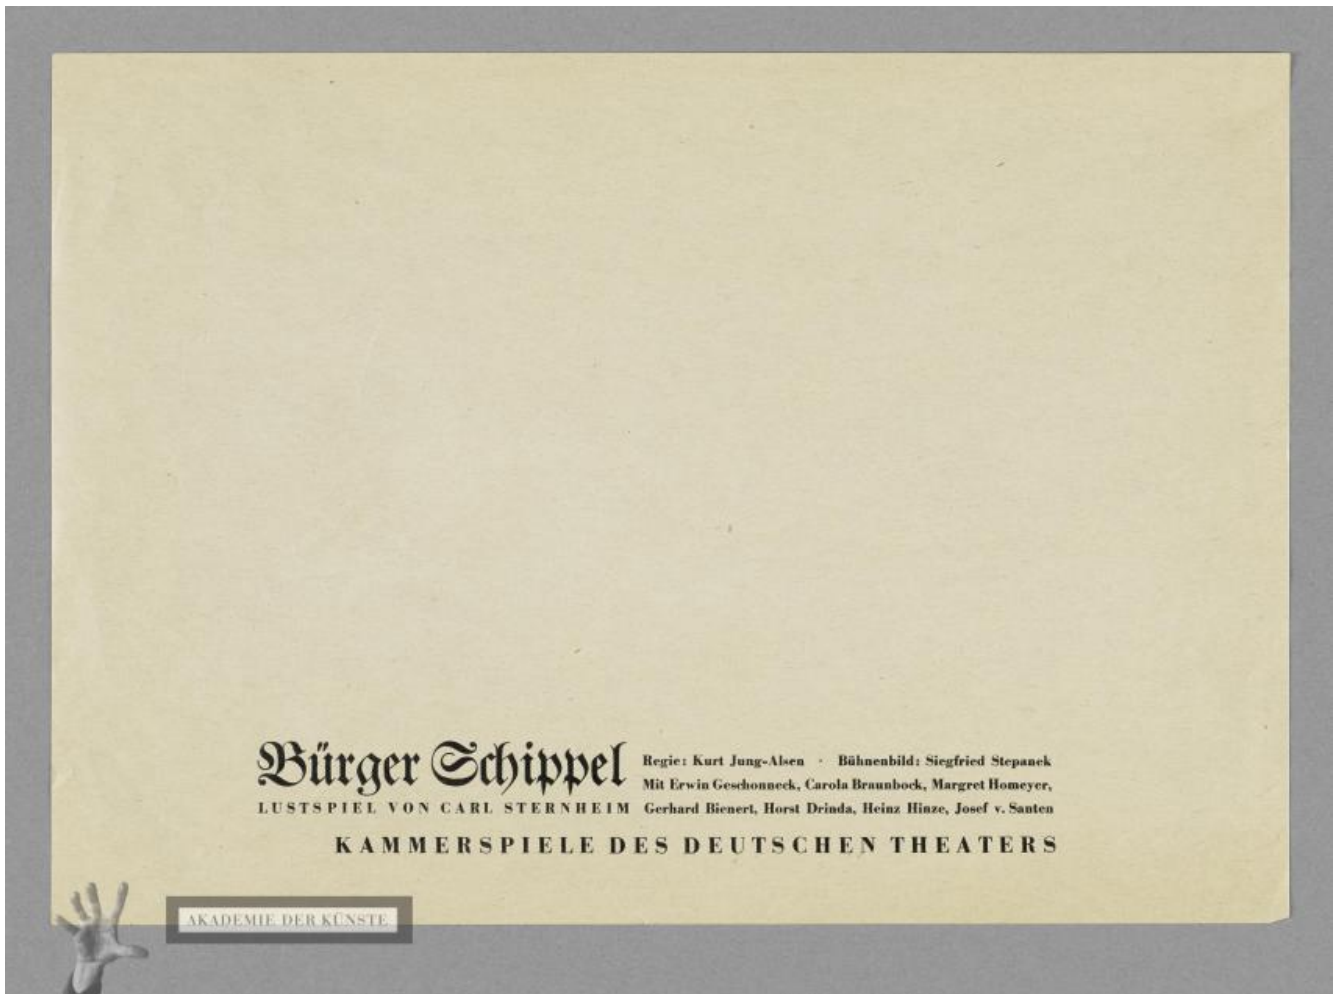 Bürger Schippel
LUSTSPIEL VON CARL STERNHEIM
Regie: Kurt Jung-Alsen · Bühnenbild: Siegfried Stepanek
Mit Erwin Geschonneck, Carola Braunbock, Margret Homeyer,
Gerhard Bienert, Horst Drinda, Heinz Hinze, Josef v. Santen
KAMMERSPIELE DES DEUTSCHEN THEATERS
AKADEMIE DER KÜNSTE